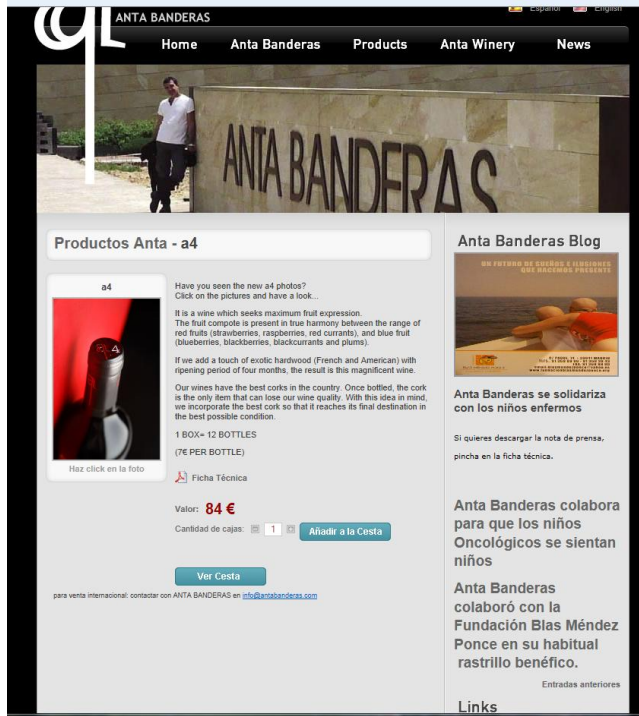 Español English
ANTA BANDERAS
Home Anta Banderas Products Anta Winery News
ANTA BANDERAS
Productos Anta - a4
a4
Haz click en la foto
Have you seen the new a4 photos?
Click on the pictures and have a look...
It is a wine which seeks maximum fruit expression.
The fruit compote is present in true harmony between the range of
red fruits (strawberries, raspberries, red currants), and blue fruit
(blueberries, blackberries, blackcurrants and plums).
If we add a touch of exotic hardwood (French and American) with
ripening period of four months, the result is this magnificent wine.
Our wines have the best corks in the country. Once bottled, the cork
is the only item that can lose our wine quality. With this idea in mind,
we incorporate the best cork so that it reaches its final destination in
the best possible condition.
1 BOX= 12 BOTTLES
(7€ PER BOTTLE)
Ficha Técnica
Valor: 84 €
Cantidad de cajas: 1 Añadir a la Cesta
Ver Cesta
para venta internacional: contactar con ANTA BANDERAS en info@antabanderas.com
Anta Banderas Blog
UN FUTURO DE SUEÑOS E ILUSIONES
QUE HACEMOS PRESENTE
Anta Banderas se solidariza
con los niños enfermos
Si quieres descargar la nota de prensa,
pincha en la ficha técnica.
Anta Banderas colabora
para que los niños
Oncológicos se sientan
niños
Anta Banderas
colaboró con la
Fundación Blas Méndez
Ponce en su habitual
rastrillo benéfico.
Entradas anteriores
Links